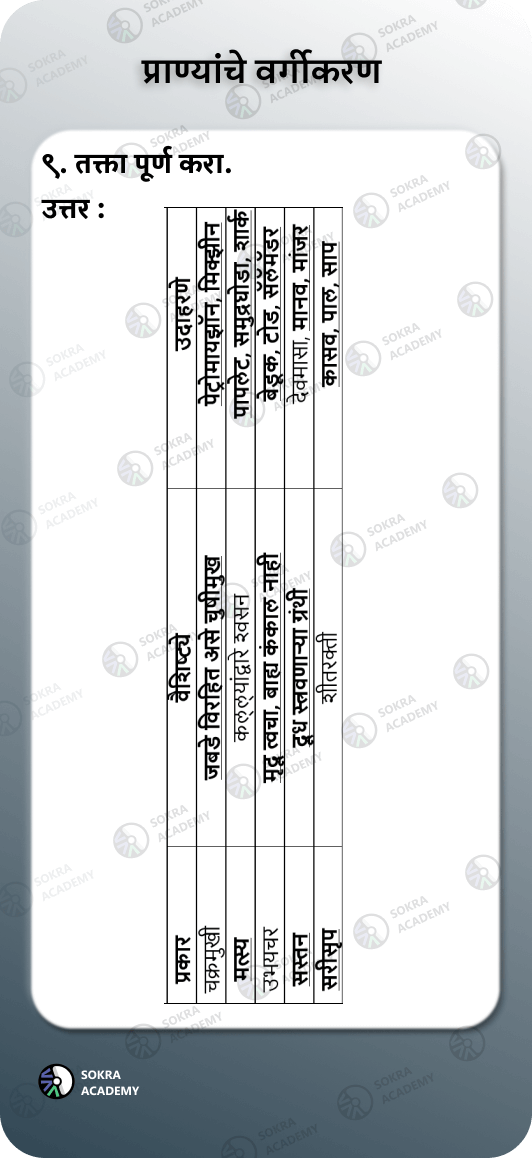 प्राण्यांचे वर्गीकरण
९. तक्ता पूर्ण करा.
उत्तर :
प्रकार वैशिष्ट्ये उदाहरणे
चक्रमुखी जबडे विरहित असे चुषीमुख पेट्रोमायझॉन, मिक्झीन
मत्स्य कल्ल्यांद्वारे श्वसन पापलेट, समुद्रघोडा, शार्क
उभयचर मृदू त्वचा, बाह्य कंकाल नाही बेडूक, टोड, सॅलॅमॅंडर
सस्तन दूध स्त्रवणाऱ्या ग्रंथी देवमासा, मानव, मांजर
सरीसृप शीतरक्ती कासव, पाल, साप
SOKRA
ACADEMY